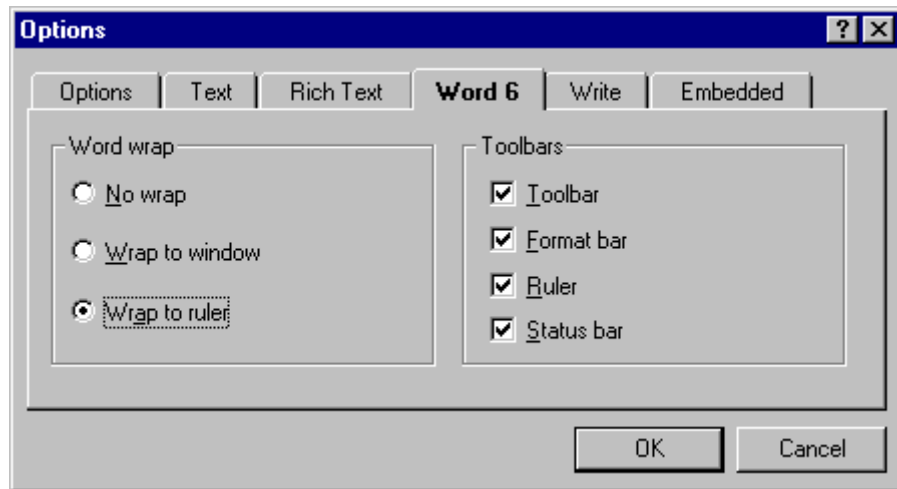 Options
?
Options Text Rich Text Word 6 Write Embedded
Word wrap
No wrap
Wrap to window
Wrap to ruler
Toolbars
Toolbar
Format bar
Ruler
Status bar
OK Cancel